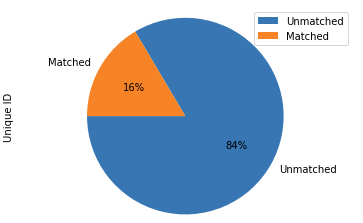 Unmatched
Matched
Matched
16%
Unique ID
84%
Unmatched